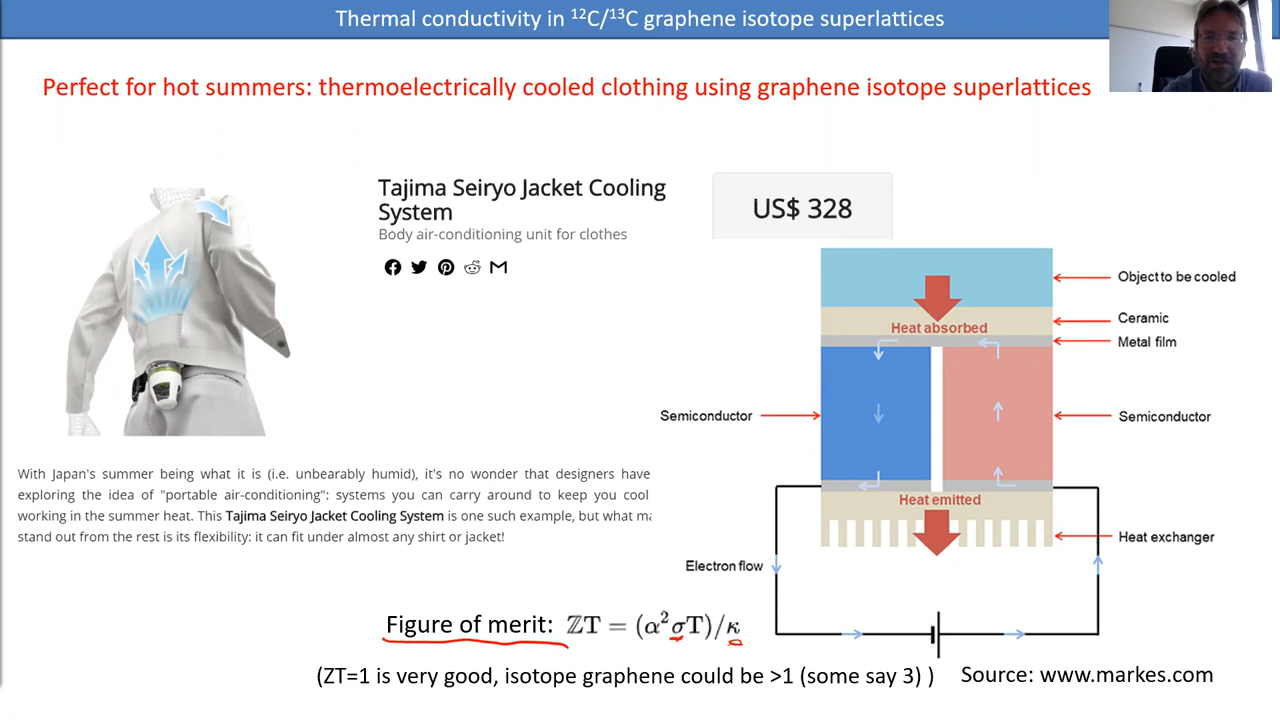 Thermal conductivity in ¹²C/¹³C graphene isotope superlattices
Perfect for hot summers: thermoelectrically cooled clothing using graphene isotope superlattices
Tajima Seiryo Jacket Cooling
System
Body air-conditioning unit for clothes
US$ 328
With Japan's summer being what it is (i.e. unbearably humid), it's no wonder that designers have
exploring the idea of "portable air-conditioning": systems you can carry around to keep you cool
working in the summer heat. This Tajima Seiryo Jacket Cooling System is one such example, but what
stand out from the rest is its flexibility: it can fit under almost any shirt or jacket!
Object to be cooled
Heat absorbed
Ceramic
Metal film
Semiconductor
Semiconductor
Heat emitted
Heat exchanger
Electron flow
Figure of merit: ℤT = (α²σT)/κ
(ZT=1 is very good, isotope graphene could be >1 (some say 3) )
Source: www.markes.com